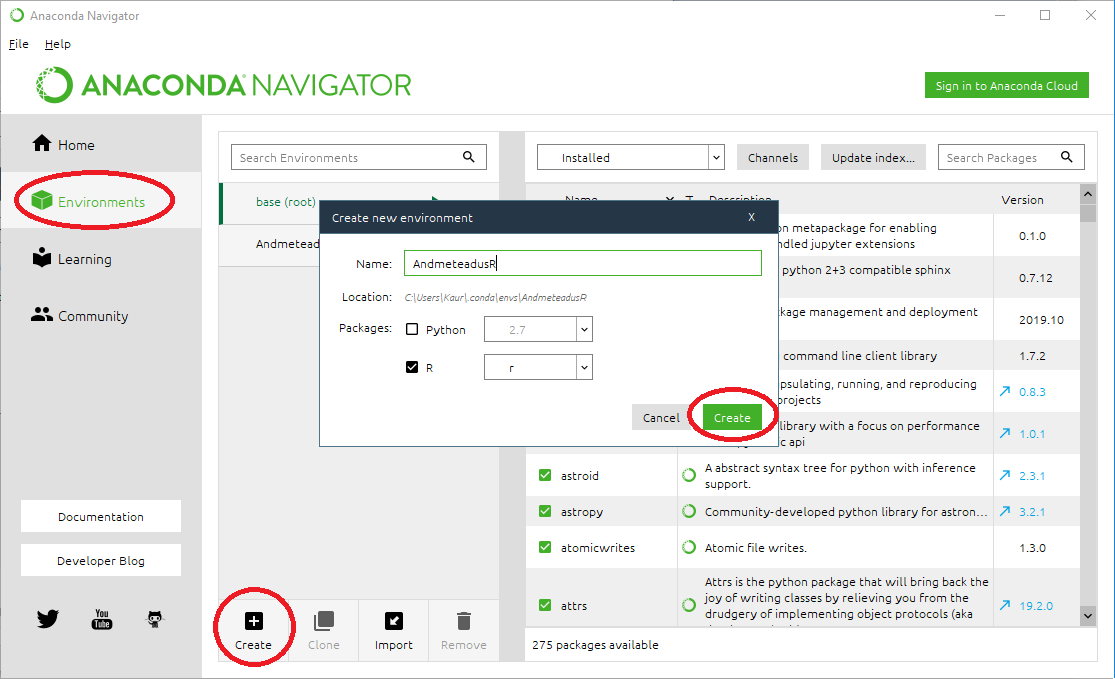 Anaconda Navigator
File Help
ANACONDA NAVIGATOR
Sign in to Anaconda Cloud
Home
Environments
Learning
Community
Documentation
Developer Blog
You
Tube
Search Environments
base (root)
Andmetead
Create
Clone
Import
Remove
Create new environment
X
Name: AndmeteadusR
Location: C:\Users\Kaur\.conda\envs\AndmeteadusR
Packages: Python 2.7
R r
Cancel
Create
Installed
Channels
Update index...
Search Packages
Name T Description Version
metapackage for enabling
ndled jupyter extensions
0.1.0
python 2+3 compatible sphinx
0.7.12
kage management and deployment
2019.10
command line client library
1.7.2
psulating, running, and reproducing
projects
0.8.3
library with a focus on performance
api
1.0.1
astroid
A abstract syntax tree for python with inference
support.
2.3.1
astropy
Community-developed python library for astron...
3.2.1
atomicwrites
Atomic file writes.
1.3.0
attrs
Attrs is the python package that will bring back the
joy of writing classes by relieving you from the
drudgery of implementing object protocols (aka
19.2.0
275 packages available